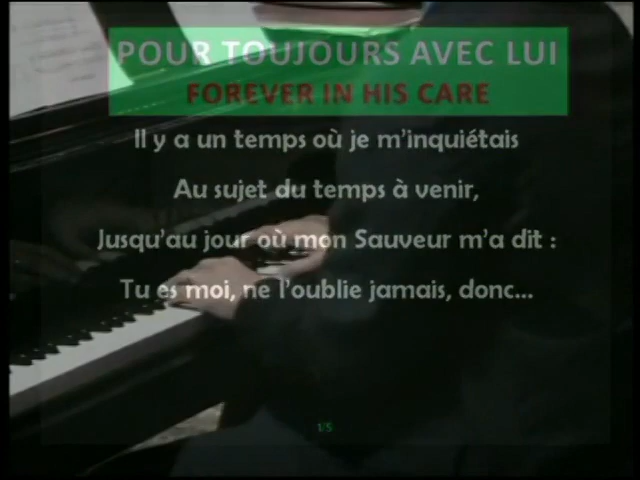 POUR TOUJOURS AVEC LUI
FOREVER IN HIS CARE
Il y a un temps où je m'inquiétais
Au sujet du temps à venir,
Jusqu'au jour où mon Sauveur m'a dit :
Tu es moi, ne l'oublie jamais, donc...
1/5